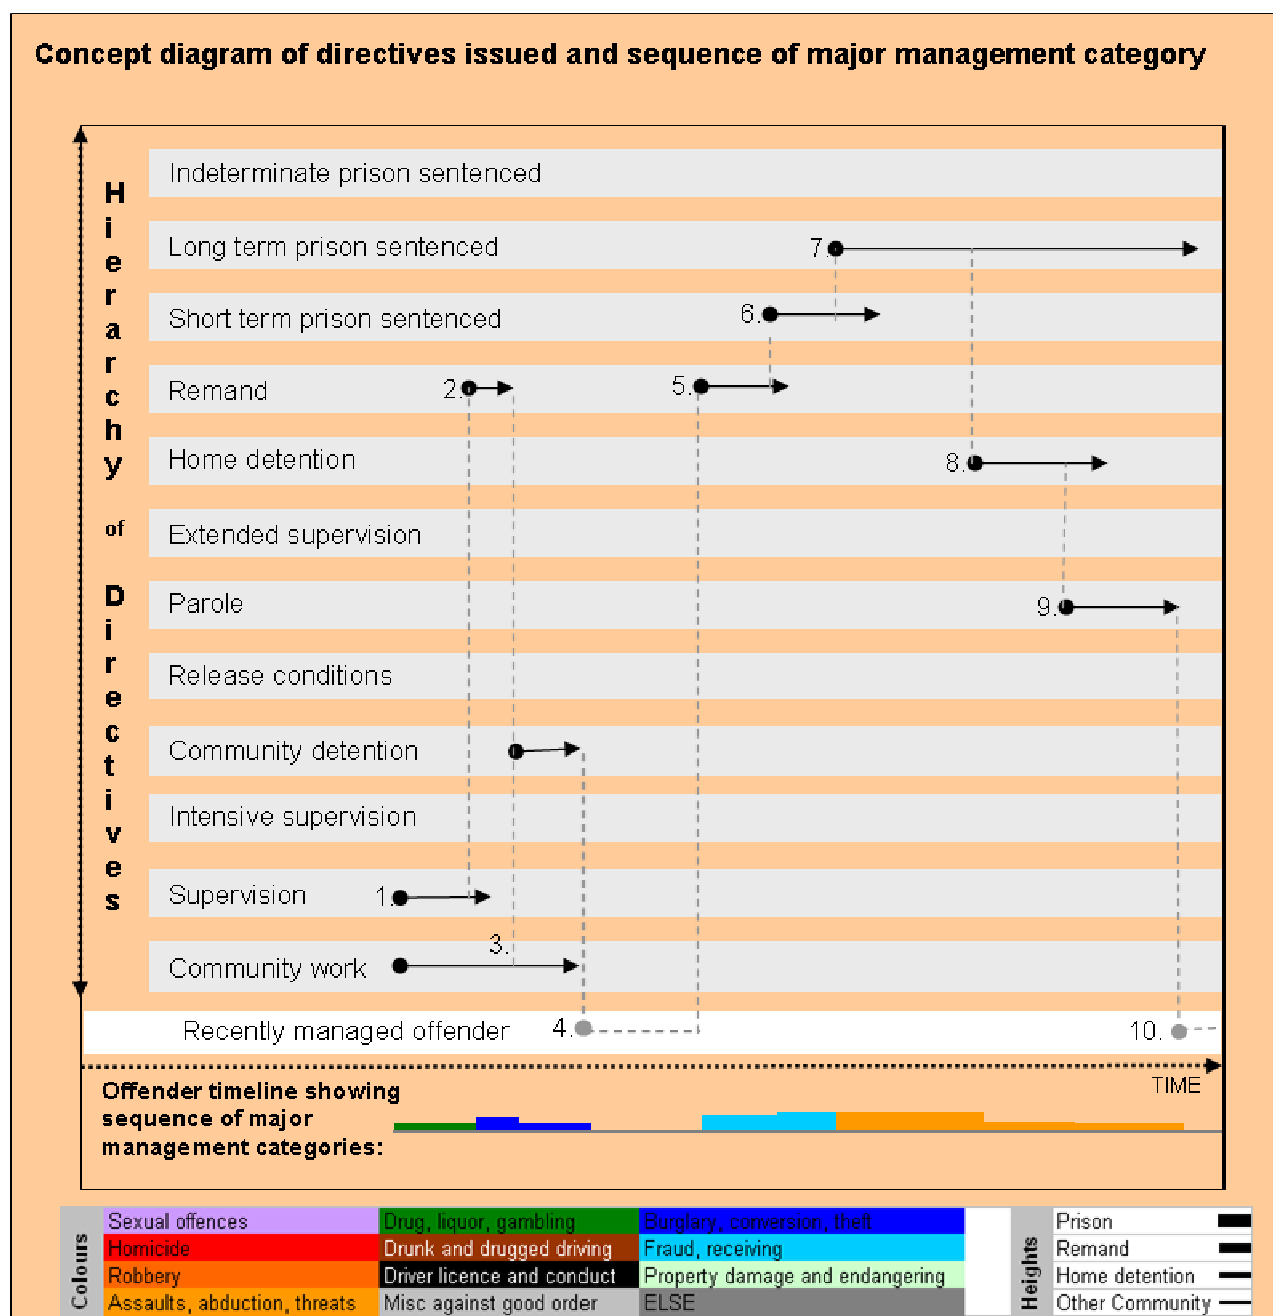 Concept diagram of directives issued and sequence of major management category
Hierarchy
of
Directives
Indeterminate prison sentenced
Long term prison sentenced
7.
Short term prison sentenced
6.
Remand
2.
5.
Home detention
8.
Extended supervision
Parole
9.
Release conditions
Community detention
Intensive supervision
Supervision
1.
3.
Community work
Recently managed offender
4.
10.
TIME
Offender timeline showing
sequence of major
management categories:
Colours
Sexual offences
Drug, liquor, gambling
Burglary, conversion, theft
Homicide
Drunk and drugged driving
Fraud, receiving
Robbery
Driver licence and conduct
Property damage and endangering
Assaults, abduction, threats
Misc against good order
ELSE
Heights
Prison
Remand
Home detention
Other Community